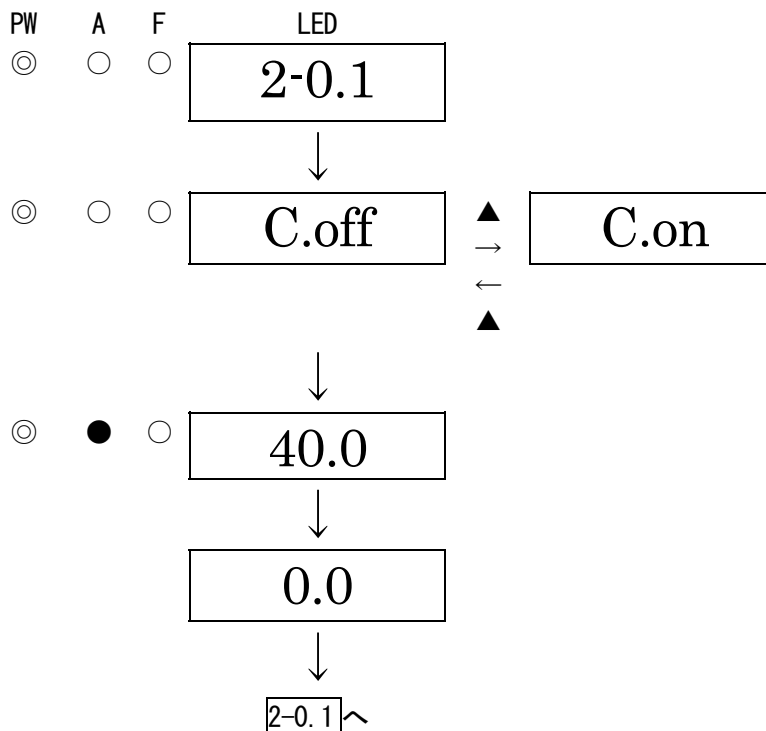 PW A F LED
◎ ○ ○ 2-0.1
↓
◎ ○ ○ C.off ▲ C.on
→
←
▲
↓
◎ ● ○ 40.0
↓
0.0
↓
2-0.1へ